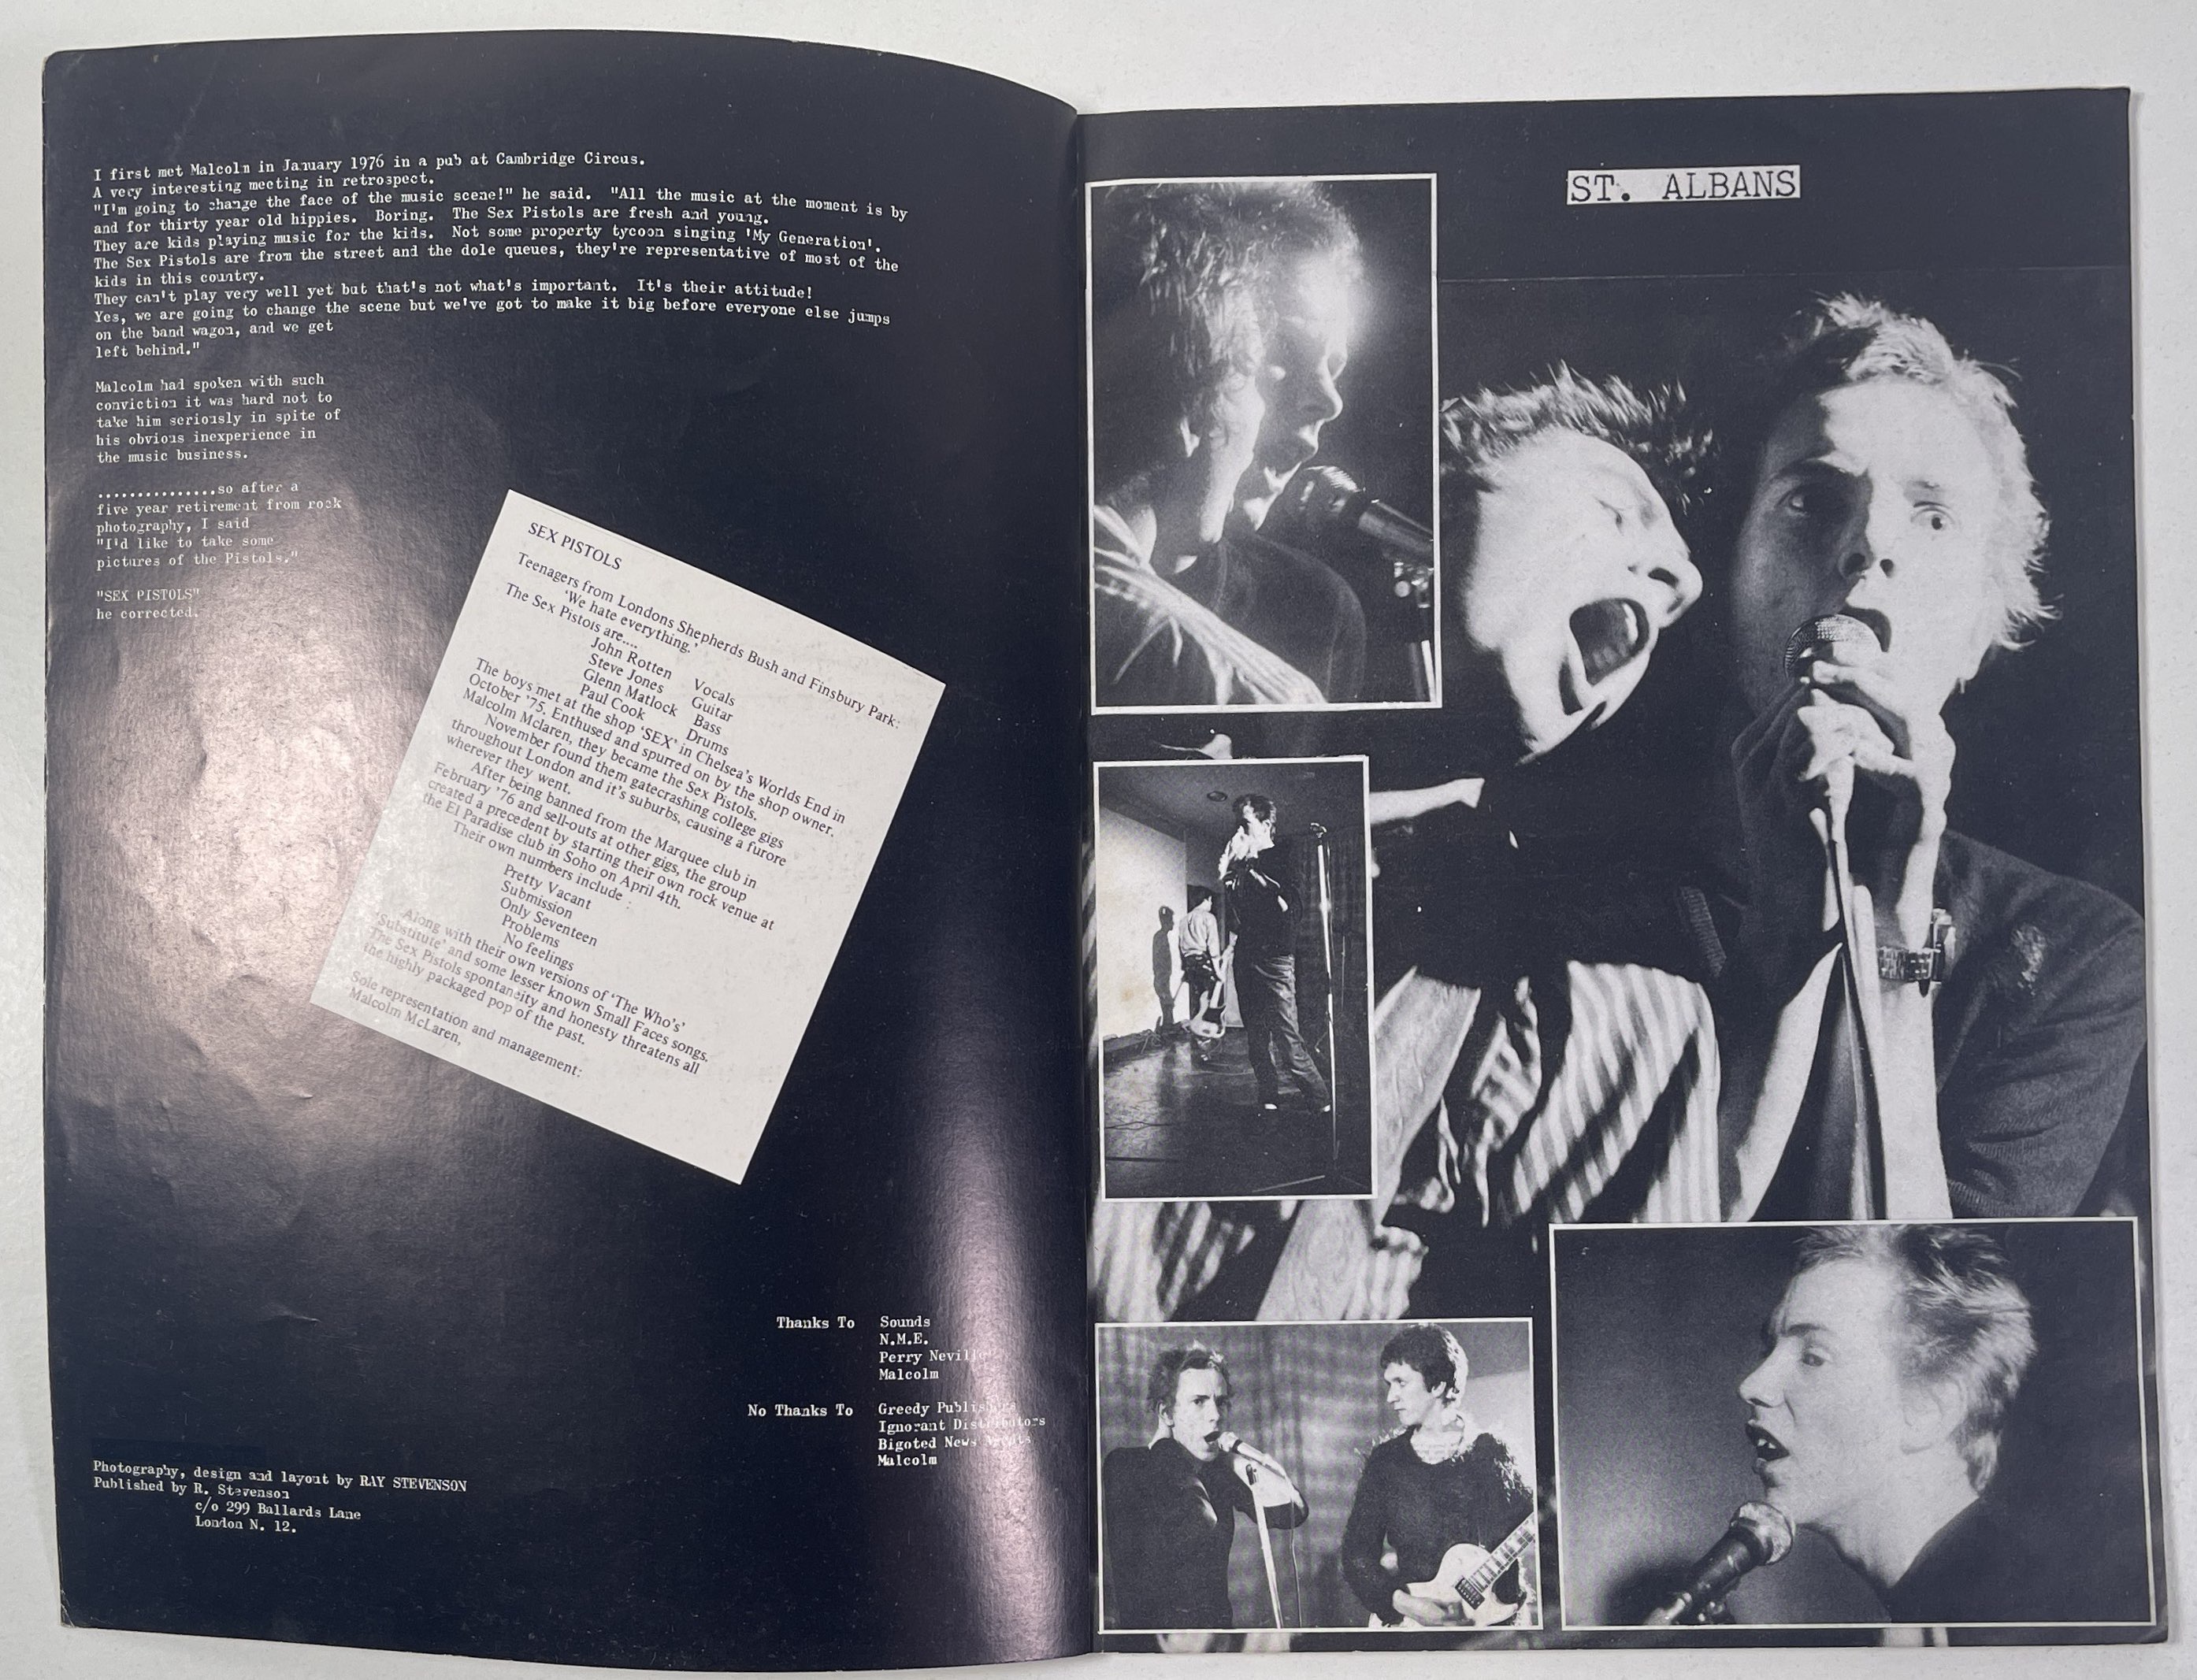 I first met Malcolm in January 1976 in a pub at Cambridge Circus.
A very interesting meeting in retrospect.
"I'm going to change the face of the music scene!" he said. "All the music at the moment is by
and for thirty year old hippies. Boring. The Sex Pistols are fresh and young.
They are kids playing music for the kids. Not some property tycoon singing 'My Generation'.
The Sex Pistols are from the street and the dole queues, they're representative of most of the
kids in this country.
They can't play very well yet but that's not what's important. It's their attitude!
Yes, we are going to change the scene but we've got to make it big before everyone else jumps
on the band wagon, and we get
left behind."
Malcolm had spoken with such
conviction it was hard not to
take him seriously in spite of
his obvious inexperience in
the music business.
...............so after a
five year retirement from rock
photography, I said
"I'd like to take some
pictures of the Pistols."
"SEX PISTOLS"
he corrected.
SEX PISTOLS
Teenagers from Londons Shepherds Bush and Finsbury Park:
'We hate everything.'
The Sex Pistols are....
John Rotten Vocals
Steve Jones Guitar
Glenn Matlock Bass
Paul Cook Drums
The boys met at the shop 'SEX' in Chelsea's Worlds End in
October '75. Enthused and spurred on by the shop owner,
Malcolm Mclaren, they became the Sex Pistols.
November found them gatecrashing college gigs
throughout London and it's suburbs, causing a furore
wherever they went.
After being banned from the Marquee club in
February '76 and sell-outs at other gigs, the group
created a precedent by starting their own rock venue at
the El Paradise club in Soho on April 4th.
Their own numbers include :
Pretty Vacant
Submission
Only Seventeen
Problems
No feelings
Along with their own versions of 'The Who's'
'Substitute' and some lesser known Small Faces songs.
The Sex Pistols spontaneity and honesty threatens all
the highly packaged pop of the past.
Sole representation and management:
Malcolm McLaren,
Thanks To Sounds
N.M.E.
Perry Neville
Malcolm
No Thanks To Greedy Publishers
Ignorant Distributors
Bigoted News Agents
Malcolm
Photography, design and layout by RAY STEVENSON
Published by R. Stevenson
c/o 299 Ballards Lane
London N. 12.
ST. ALBANS